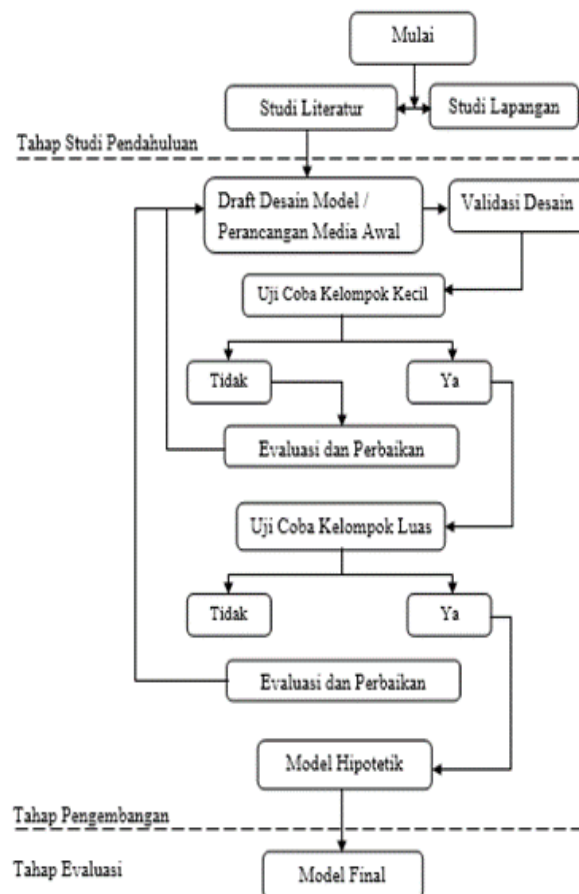 Mulai
Studi Literatur
Studi Lapangan
Tahap Studi Pendahuluan
Draft Desain Model /
Perancangan Media Awal
Validasi Desain
Uji Coba Kelompok Kecil
Tidak
Ya
Evaluasi dan Perbaikan
Uji Coba Kelompok Luas
Tidak
Ya
Evaluasi dan Perbaikan
Model Hipotetik
Tahap Pengembangan
Tahap Evaluasi
Model Final